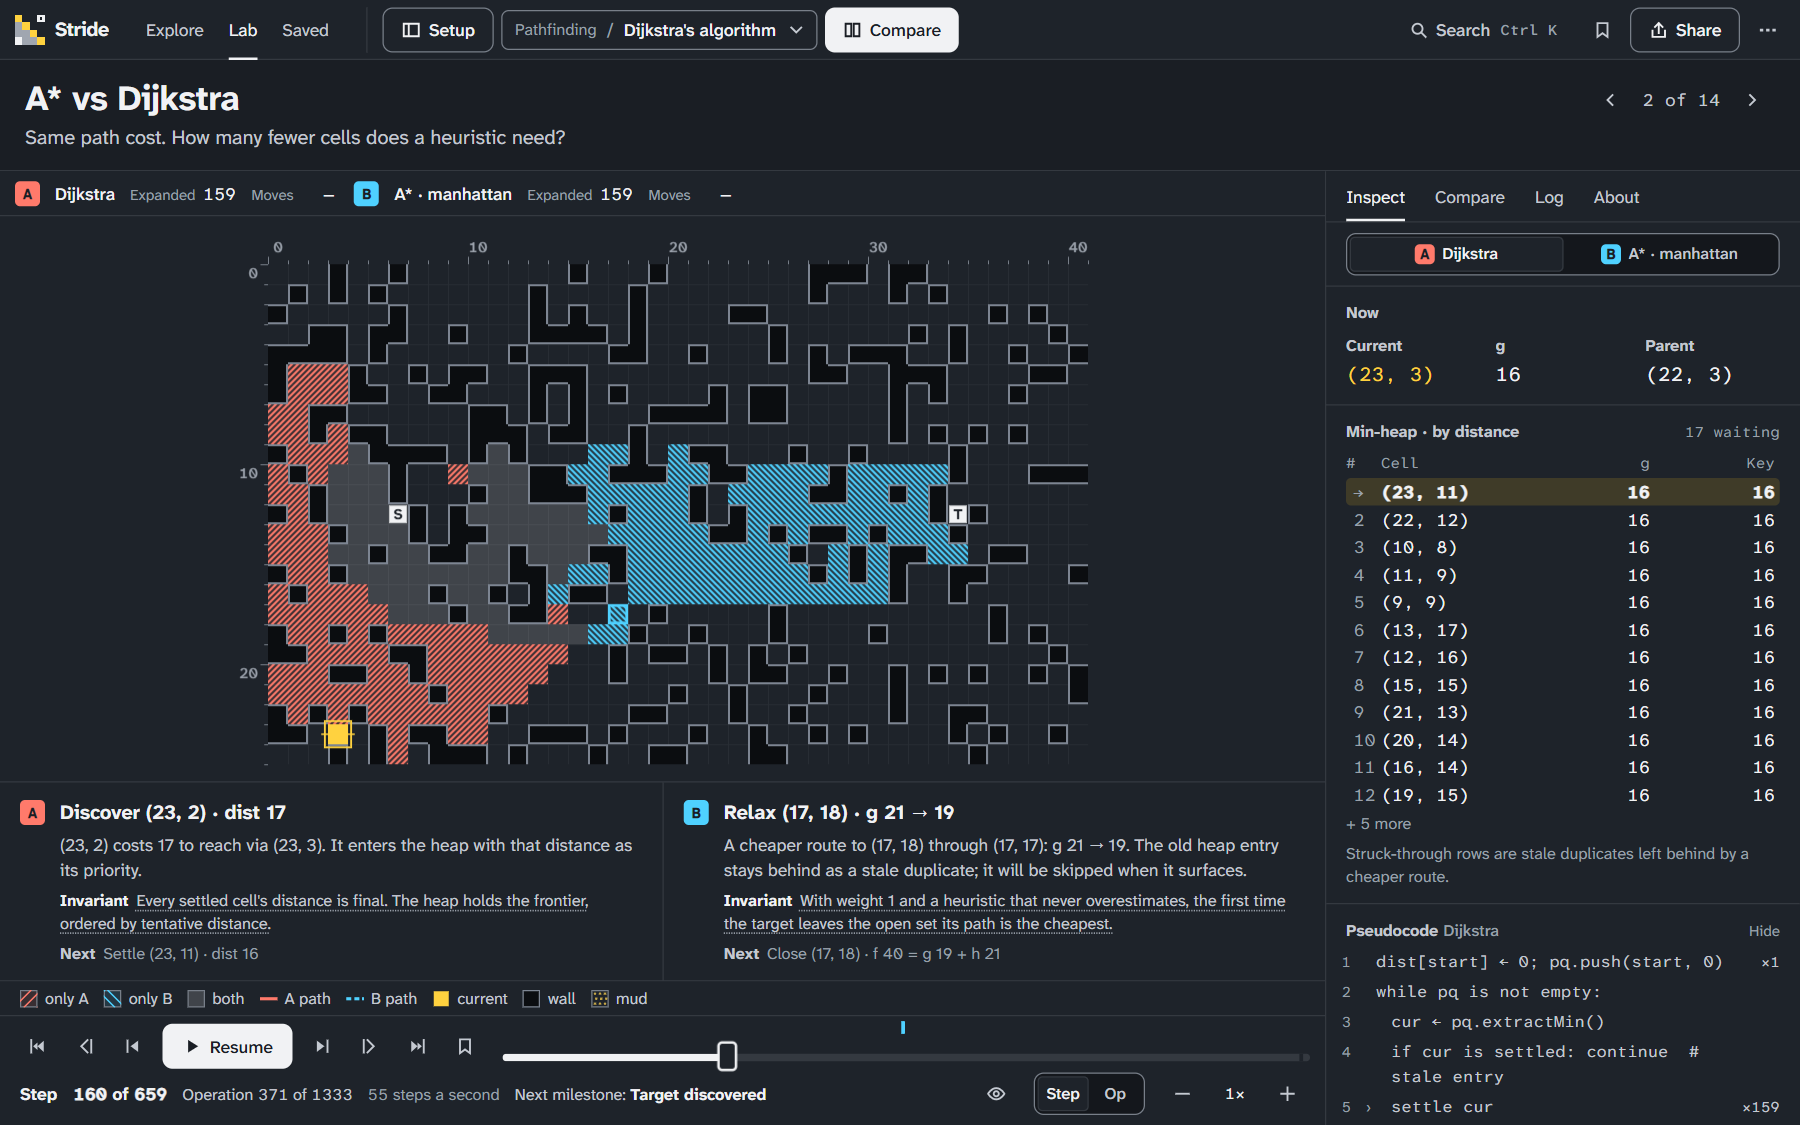 Stride
Explore
Lab
Saved
Setup
Pathfinding / Dijkstra's algorithm
Compare
Search Ctrl K
Share
A* vs Dijkstra
Same path cost. How many fewer cells does a heuristic need?
2 of 14
A Dijkstra Expanded 159 Moves –
B A* · manhattan Expanded 159 Moves –
0 10 20 30 40
0
10
20
S
T
A Discover (23, 2) · dist 17
(23, 2) costs 17 to reach via (23, 3). It enters the heap with that distance as
its priority.
Invariant Every settled cell's distance is final. The heap holds the frontier,
ordered by tentative distance.
Next Settle (23, 11) · dist 16
B Relax (17, 18) · g 21 → 19
A cheaper route to (17, 18) through (17, 17): g 21 → 19. The old heap entry
stays behind as a stale duplicate; it will be skipped when it surfaces.
Invariant With weight 1 and a heuristic that never overestimates, the first time
the target leaves the open set its path is the cheapest.
Next Close (17, 18) · f 40 = g 19 + h 21
only A only B both A path B path current wall mud
Resume
Step 160 of 659 Operation 371 of 1333 55 steps a second Next milestone: Target discovered
Step Op
− 1× +
Inspect Compare Log About
A Dijkstra B A* · manhattan
Now
Current g Parent
(23, 3) 16 (22, 3)
Min-heap · by distance 17 waiting
# Cell g Key
→ (23, 11) 16 16
2 (22, 12) 16 16
3 (10, 8) 16 16
4 (11, 9) 16 16
5 (9, 9) 16 16
6 (13, 17) 16 16
7 (12, 16) 16 16
8 (15, 15) 16 16
9 (21, 13) 16 16
10 (20, 14) 16 16
11 (16, 14) 16 16
12 (19, 15) 16 16
+ 5 more
Struck-through rows are stale duplicates left behind by a
cheaper route.
Pseudocode Dijkstra Hide
1 dist[start] ← 0; pq.push(start, 0) ×1
2 while pq is not empty:
3 cur ← pq.extractMin()
4 if cur is settled: continue #
stale entry
5 › settle cur ×159